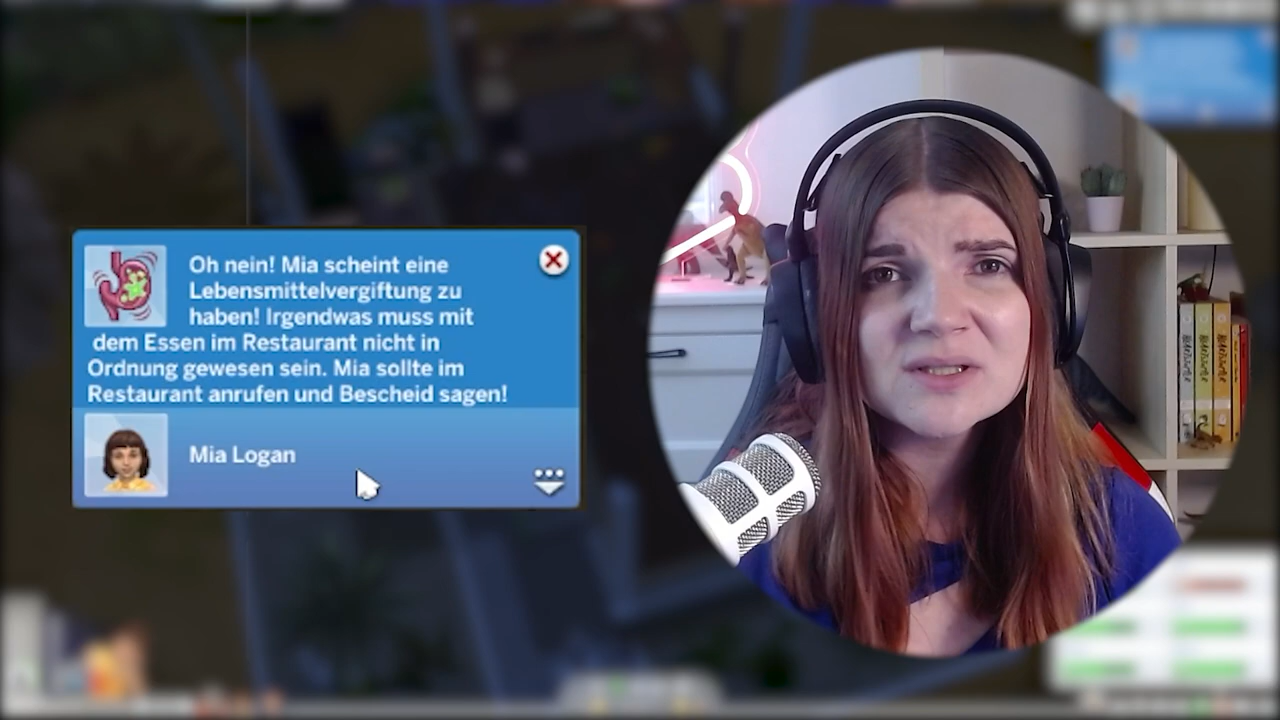 Oh nein! Mia scheint eine
Lebensmittelvergiftung zu
haben! Irgendwas muss mit
dem Essen im Restaurant nicht in
Ordnung gewesen sein. Mia sollte im
Restaurant anrufen und Bescheid sagen!
Mia Logan